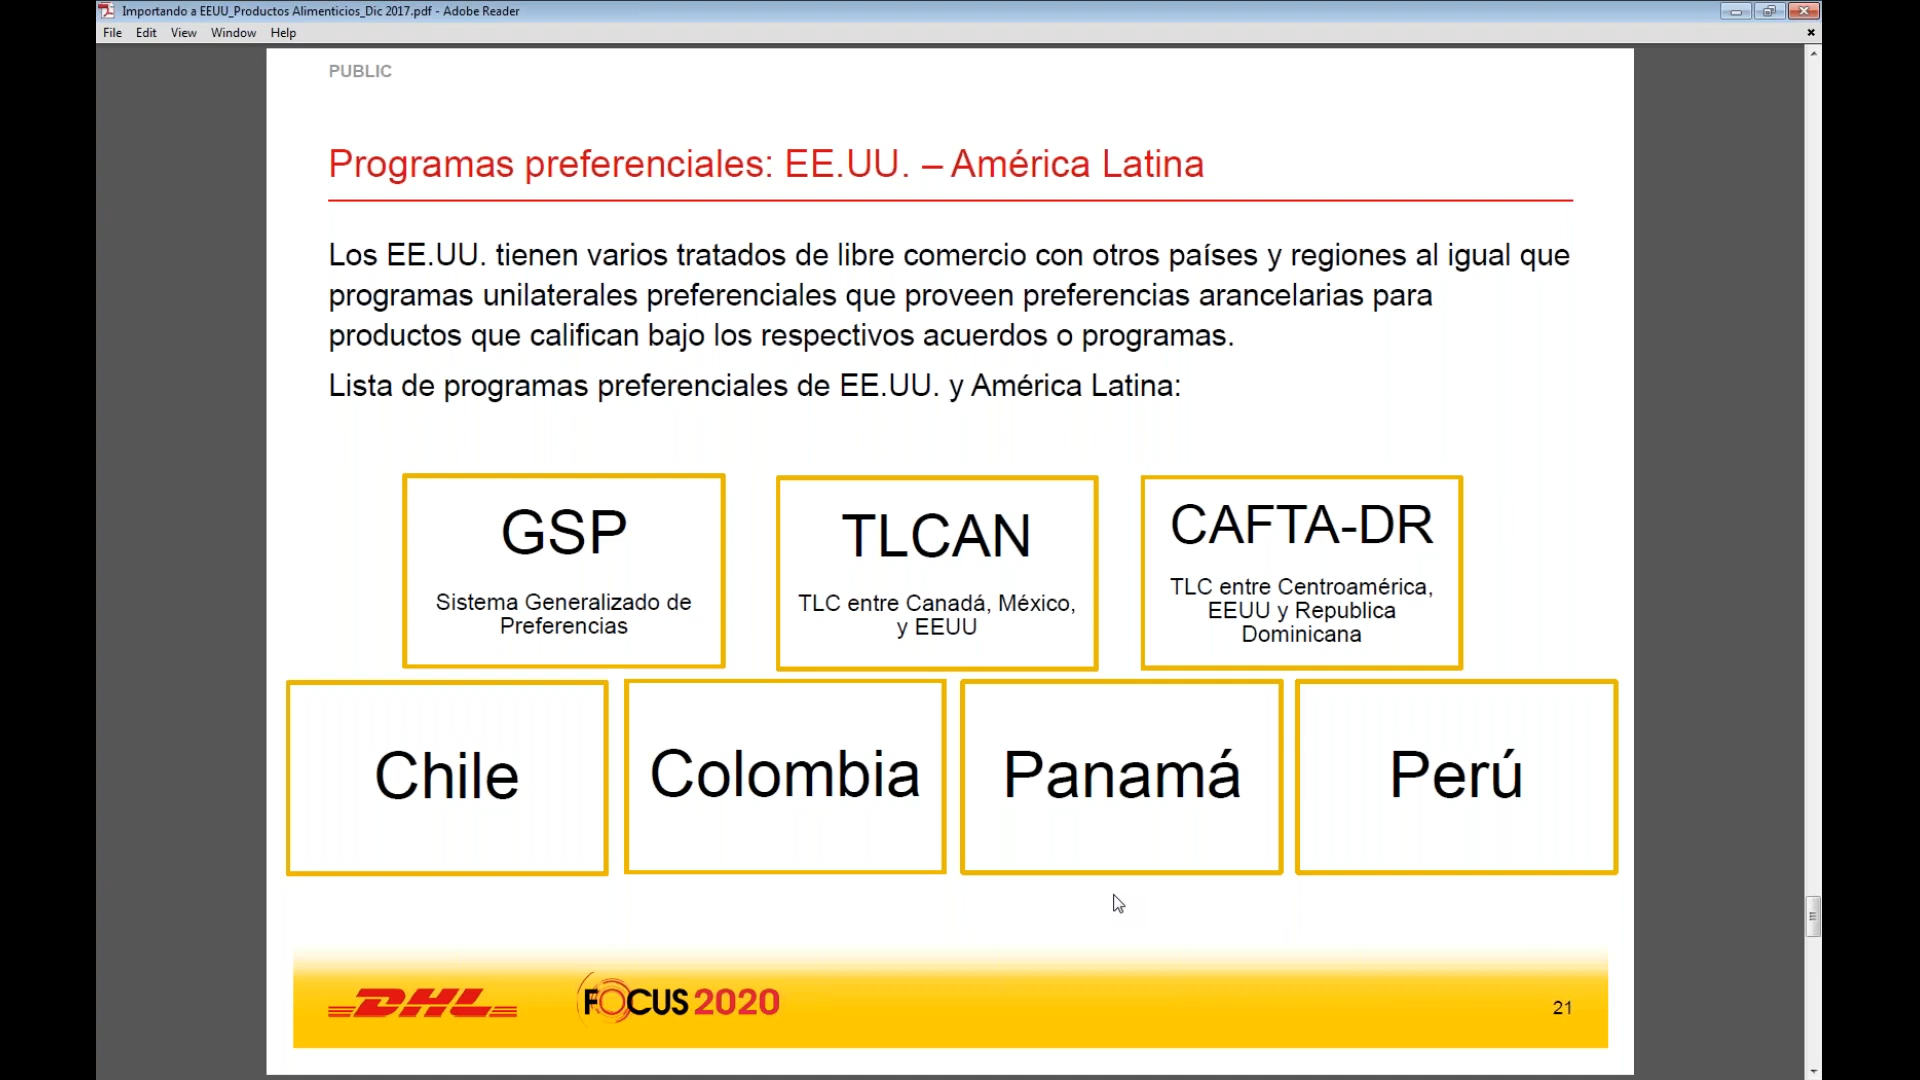 Importando a EEUU_Productos Alimenticios_Dic 2017.pdf - Adobe Reader
File Edit View Window Help
PUBLIC
Programas preferenciales: EE.UU. – América Latina
Los EE.UU. tienen varios tratados de libre comercio con otros países y regiones al igual que
programas unilaterales preferenciales que proveen preferencias arancelarias para
productos que califican bajo los respectivos acuerdos o programas.
Lista de programas preferenciales de EE.UU. y América Latina:
GSP
Sistema Generalizado de
Preferencias
TLCAN
TLC entre Canadá, México,
y EEUU
CAFTA-DR
TLC entre Centroamérica,
EEUU y Republica
Dominicana
Chile
Colombia
Panamá
Perú
DHL
FOCUS 2020
21